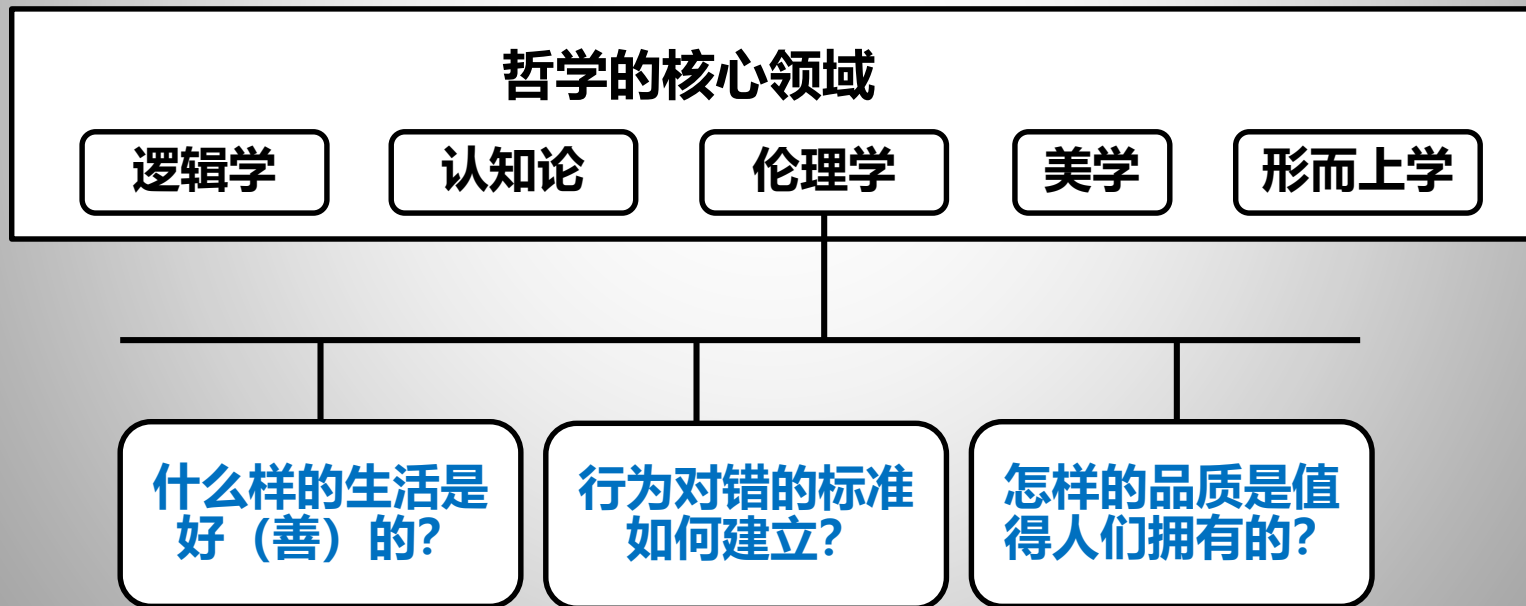 哲学的核心领域
逻辑学
认知论
伦理学
美学
形而上学
什么样的生活是
好（善）的?
行为对错的标准
如何建立?
怎样的品质是值
得人们拥有的?